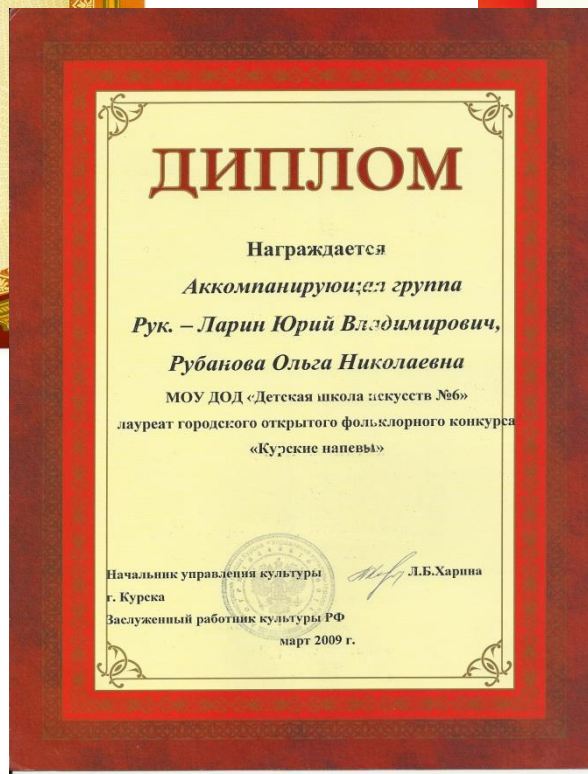 ДИПЛОМ
Награждается
Аккомпанирующая группа
Рук. – Ларин Юрий Владимирович,
Рубанова Ольга Николаевна
МОУ ДОД «Детская школа искусств №6»
лауреат городского открытого фольклорного конкурса
«Курские напевы»
Начальник управления культуры Л.Б.Харина
г. Курска
Заслуженный работник культуры РФ
март 2009 г.